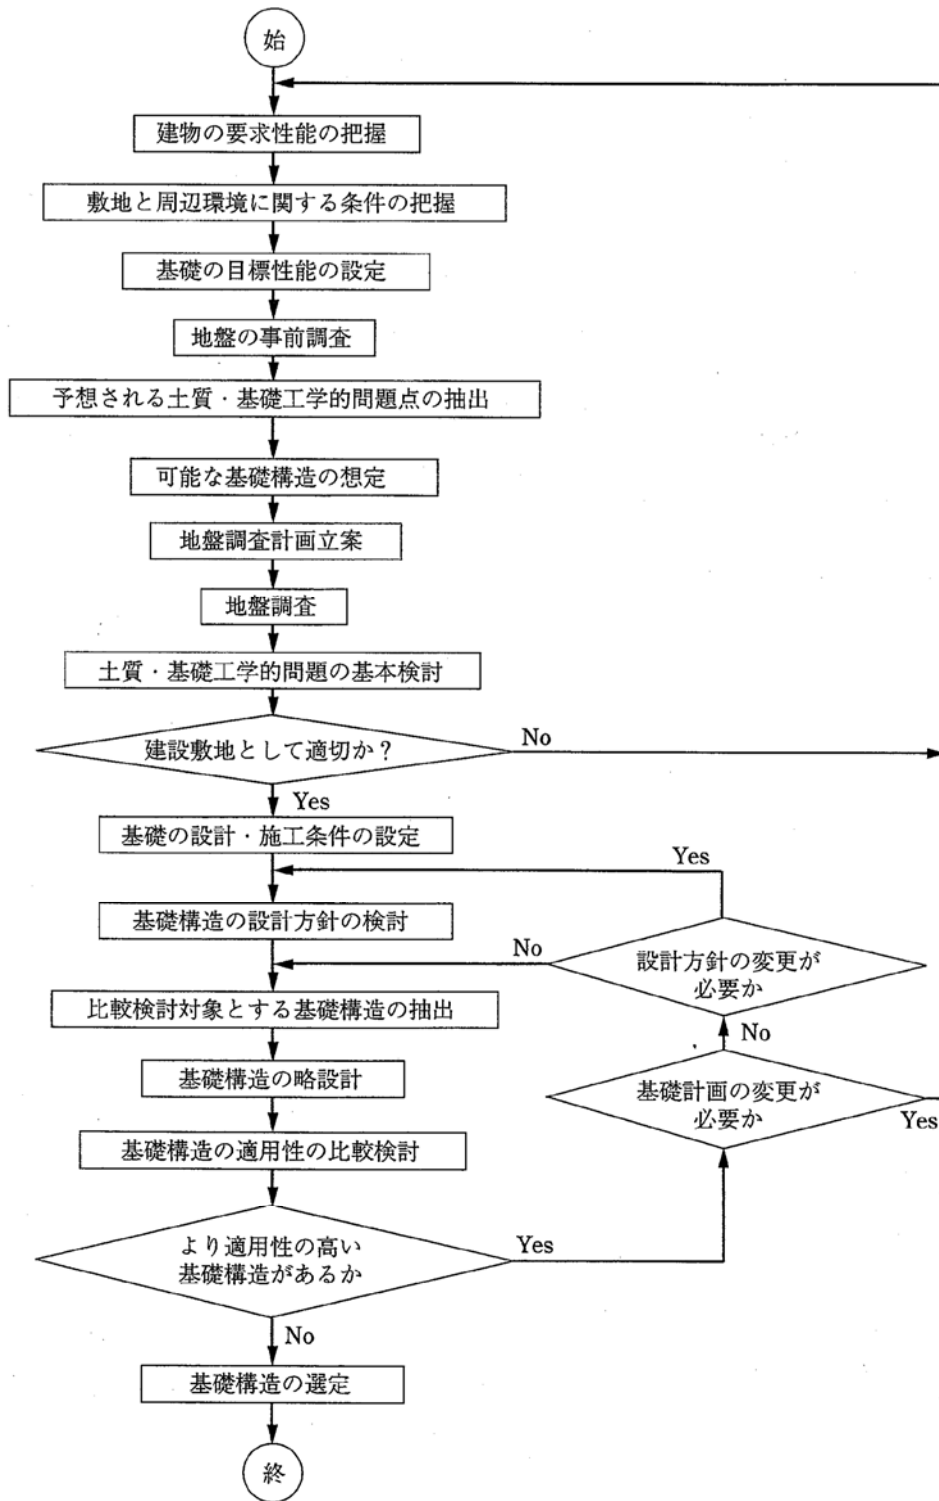 始
建物の要求性能の把握
敷地と周辺環境に関する条件の把握
基礎の目標性能の設定
地盤の事前調査
予想される土質・基礎工学的問題点の抽出
可能な基礎構造の想定
地盤調査計画立案
地盤調査
土質・基礎工学的問題の基本検討
建設敷地として適切か？
No
Yes
基礎の設計・施工条件の設定
Yes
基礎構造の設計方針の検討
No
設計方針の変更が
必要か
比較検討対象とする基礎構造の抽出
No
基礎構造の略設計
基礎計画の変更が
必要か
Yes
基礎構造の適用性の比較検討
より適用性の高い
基礎構造があるか
Yes
No
基礎構造の選定
終